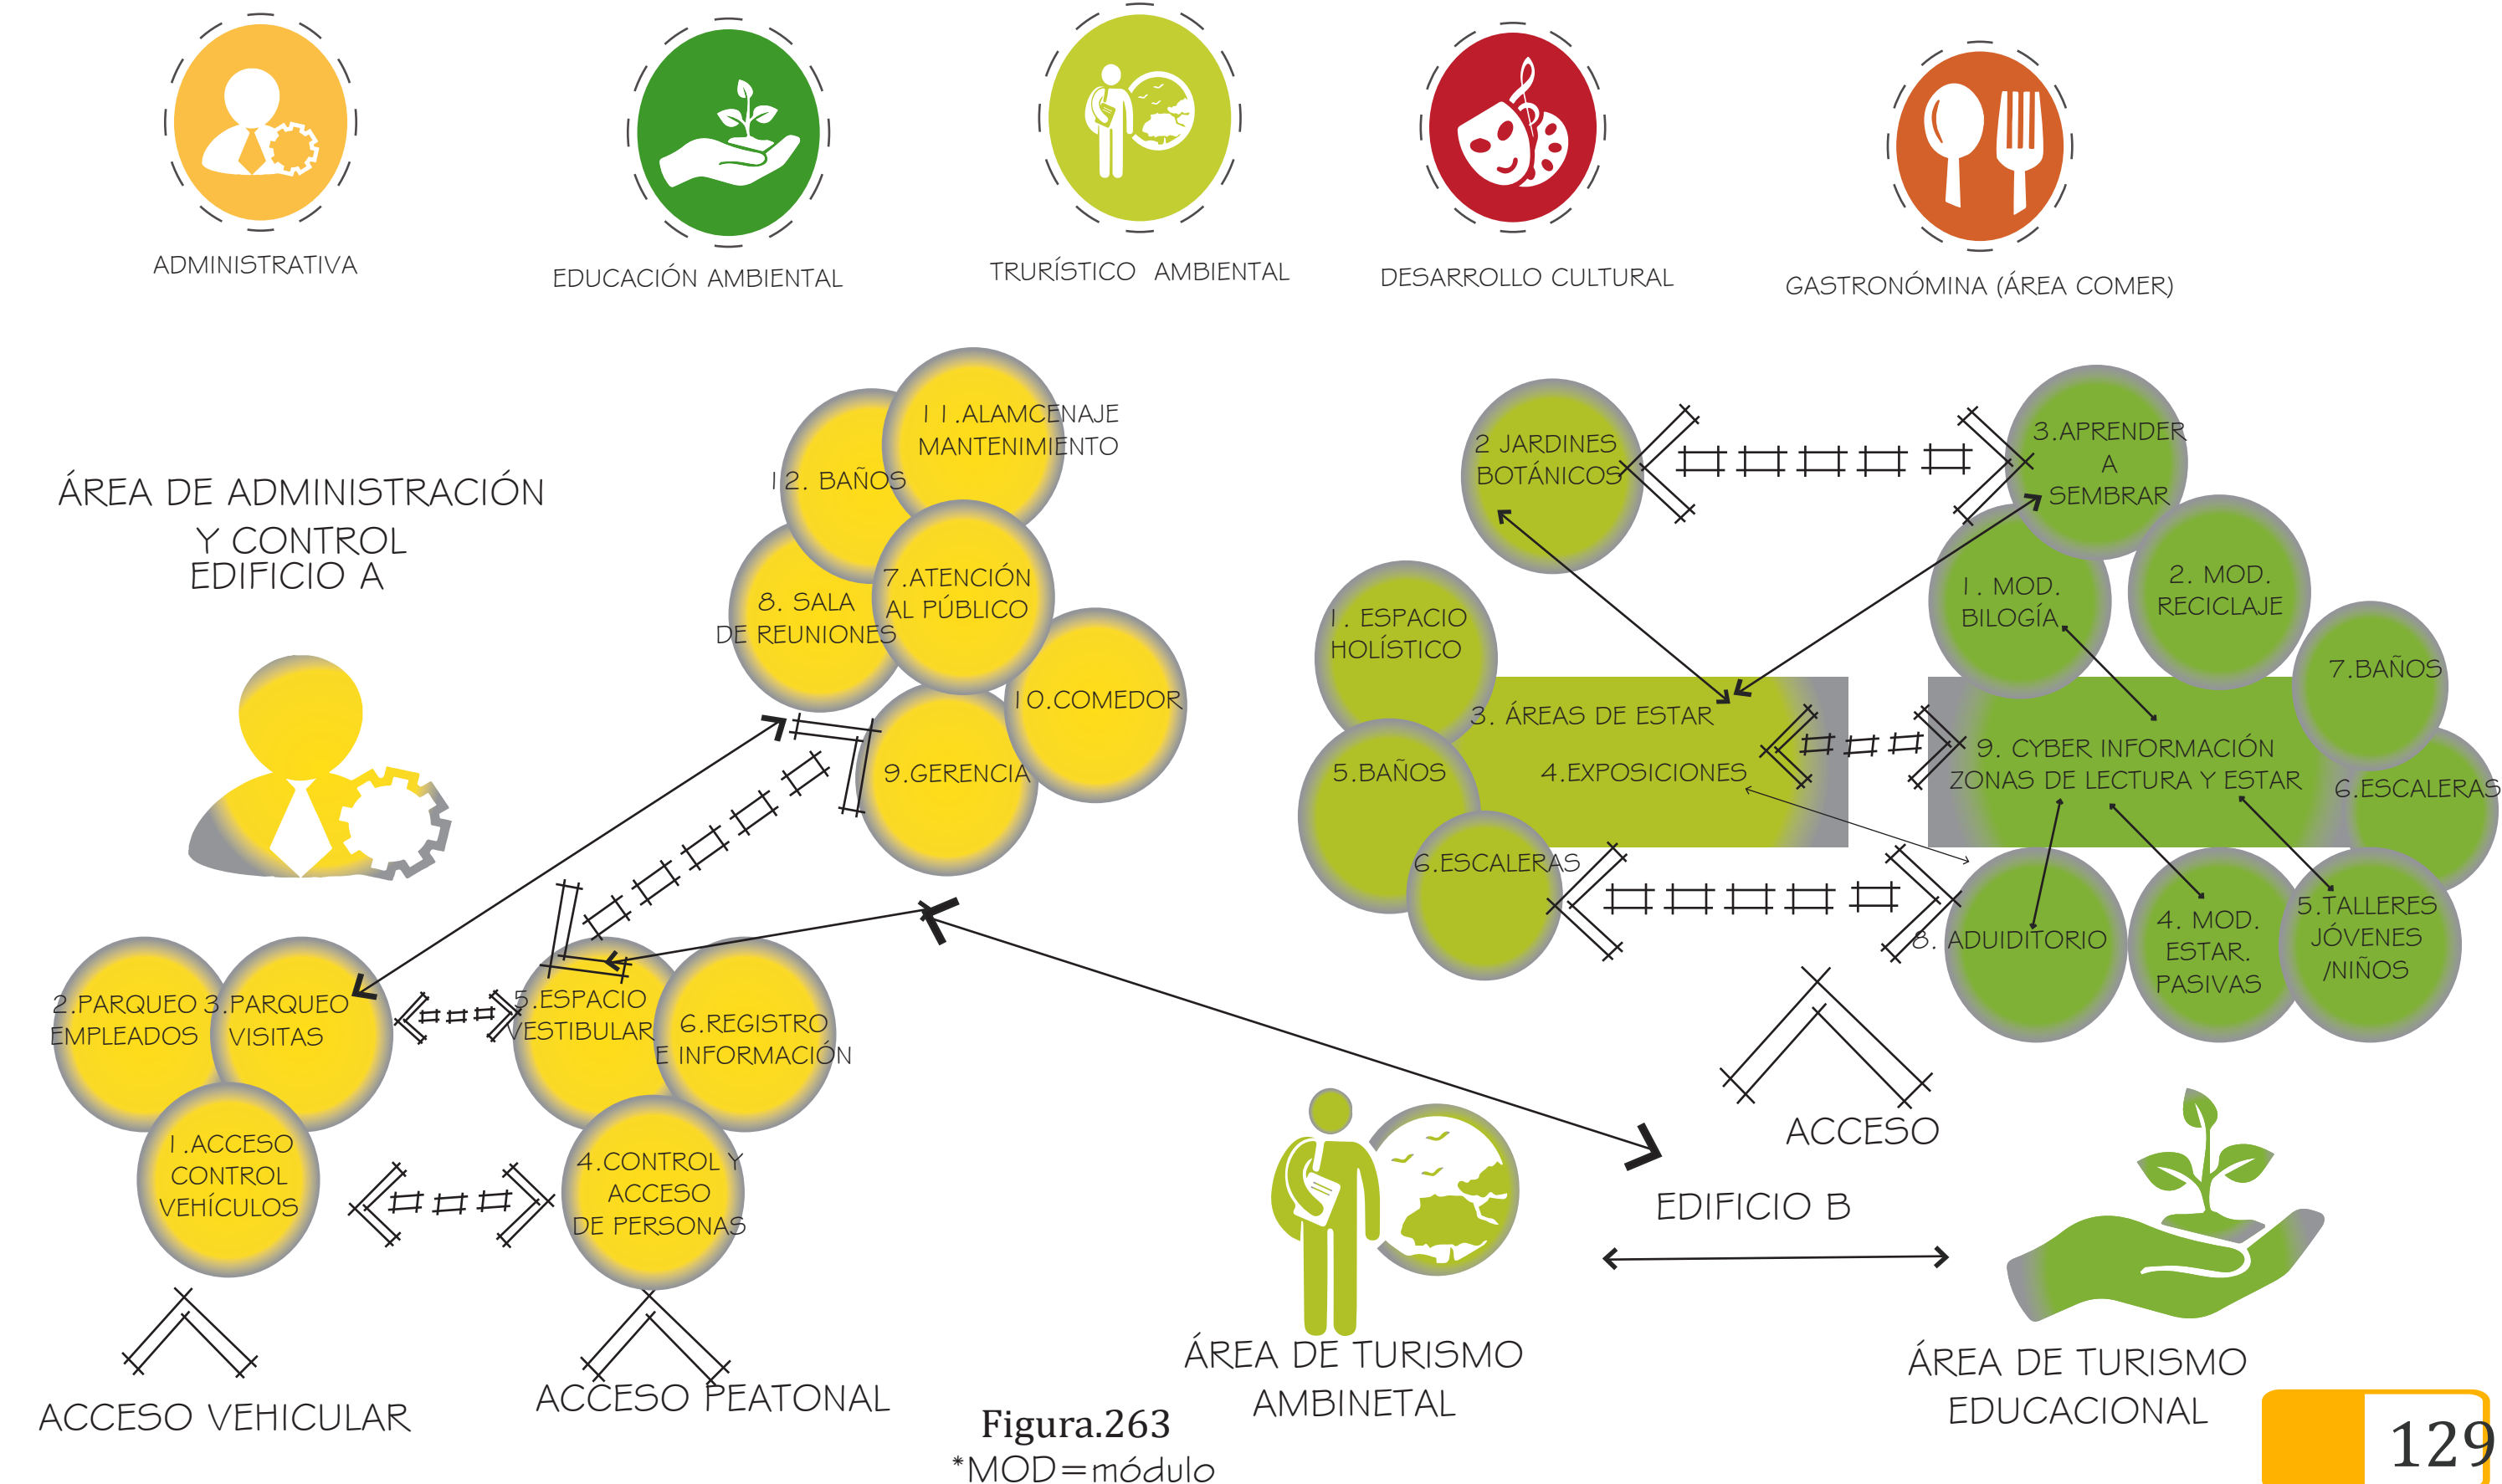 ADMINISTRATIVA
EDUCACIÓN AMBIENTAL
TRURÍSTICO AMBIENTAL
DESARROLLO CULTURAL
GASTRONÓMINA (ÁREA COMER)
ÁREA DE ADMINISTRACIÓN
Y CONTROL
EDIFICIO A
11.ALAMCENAJE
MANTENIMIENTO
12. BAÑOS
7.ATENCIÓN
AL PÚBLICO
8. SALA
DE REUNIONES
10.COMEDOR
9.GERENCIA
2.PARQUEO
EMPLEADOS
3.PARQUEO
VISITAS
1.ACCESO
CONTROL
VEHÍCULOS
5.ESPACIO
VESTIBULAR
6.REGISTRO
E INFORMACIÓN
4.CONTROL Y
ACCESO
DE PERSONAS
ACCESO VEHICULAR
ACCESO PEATONAL
2 JARDINES
BOTÁNICOS
1. ESPACIO
HOLÍSTICO
3. ÁREAS DE ESTAR
4.EXPOSICIONES
5.BAÑOS
6.ESCALERAS
3.APRENDER
A
SEMBRAR
1. MOD.
BILOGÍA
2. MOD.
RECICLAJE
7.BAÑOS
9. CYBER INFORMACIÓN
ZONAS DE LECTURA Y ESTAR
6.ESCALERAS
8. ADUIDITORIO
4. MOD.
ESTAR.
PASIVAS
5.TALLERES
JÓVENES
/NIÑOS
ACCESO
EDIFICIO B
ÁREA DE TURISMO
AMBINETAL
ÁREA DE TURISMO
EDUCACIONAL
Figura.263
*MOD=módulo
129